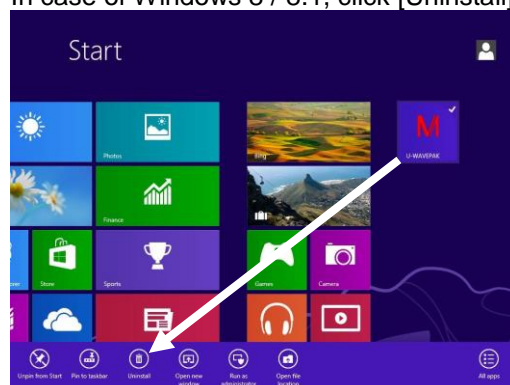 In case of Windows 8 / 8.1, click [Uninstall]
Start
Photos
Bing
M
U-WAVEPAK
Finance
Store
Sports
Games
Camera
Unpin from Start
Pin to taskbar
Uninstall
Open new
window
Run as
administrator
Open file
location
All apps